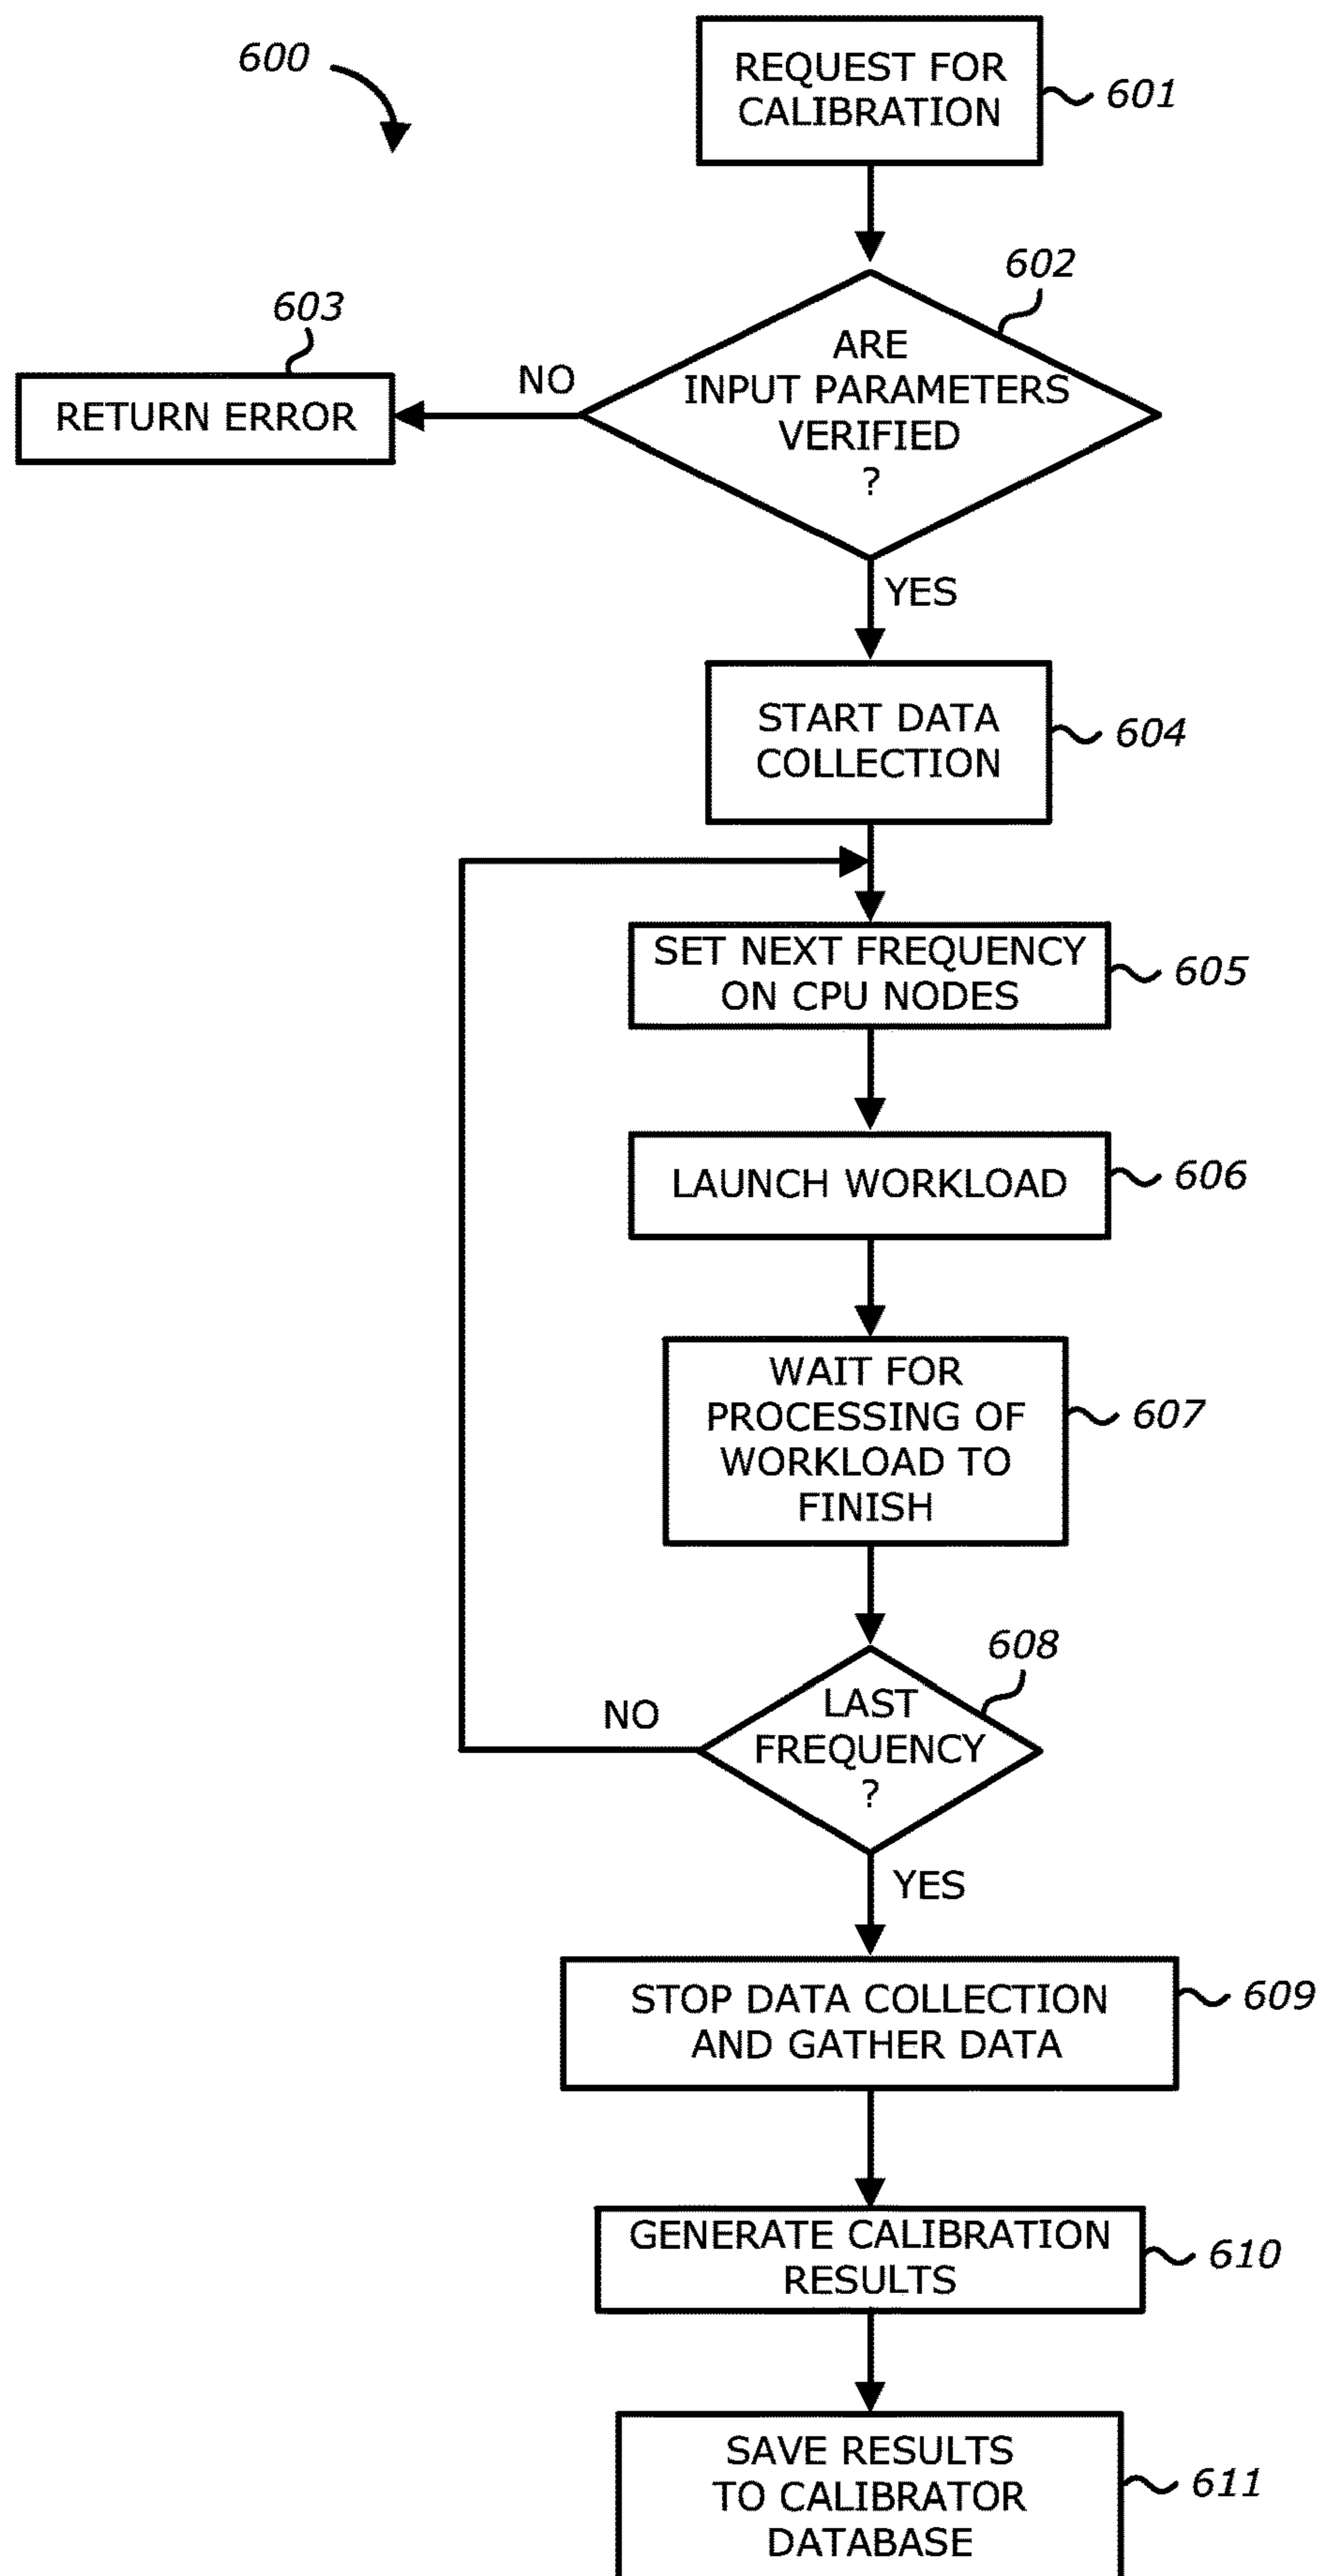 600
REQUEST FOR
CALIBRATION
601
602
ARE
INPUT PARAMETERS
VERIFIED
?
NO
603
RETURN ERROR
YES
START DATA
COLLECTION
604
SET NEXT FREQUENCY
ON CPU NODES
605
LAUNCH WORKLOAD
606
WAIT FOR
PROCESSING OF
WORKLOAD TO
FINISH
607
608
LAST
FREQUENCY
?
NO
YES
STOP DATA COLLECTION
AND GATHER DATA
609
GENERATE CALIBRATION
RESULTS
610
SAVE RESULTS
TO CALIBRATOR
DATABASE
611